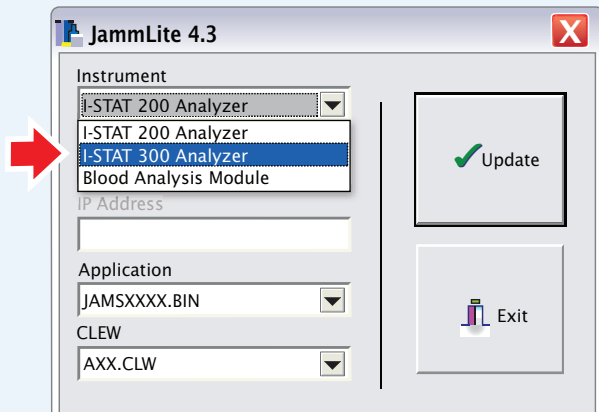 JammLite 4.3
X
Instrument
I-STAT 200 Analyzer
I-STAT 200 Analyzer
I-STAT 300 Analyzer
Blood Analysis Module
IP Address
Application
JAMSXXXX.BIN
CLEW
AXX.CLW
Update
Exit